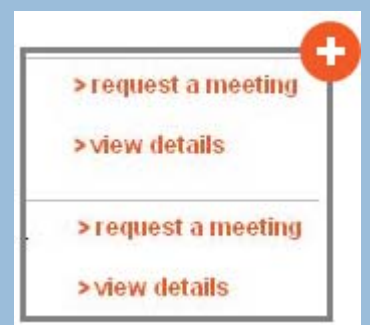 > request a meeting
> view details
> request a meeting
> view details